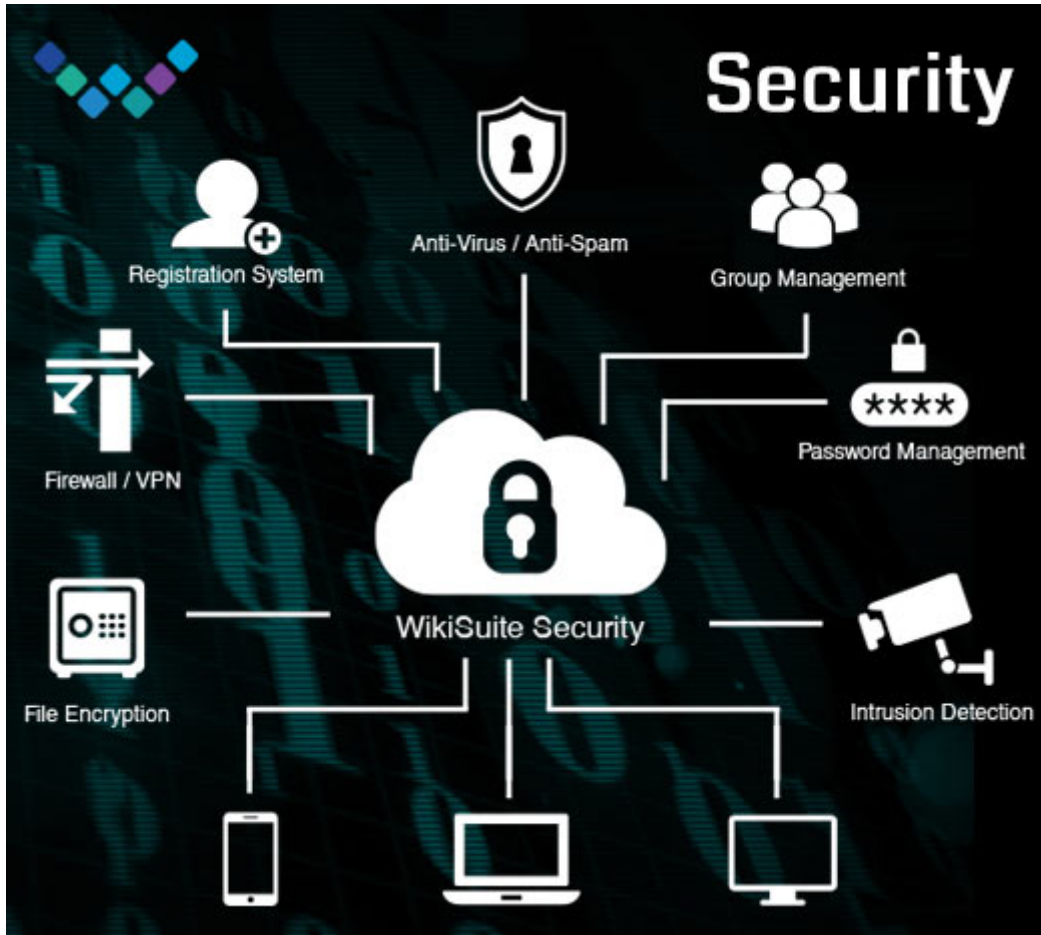 Security
Anti-Virus / Anti-Spam
Registration System
Group Management
****
Password Management
Firewall / VPN
WikiSuite Security
File Encryption
Intrusion Detection